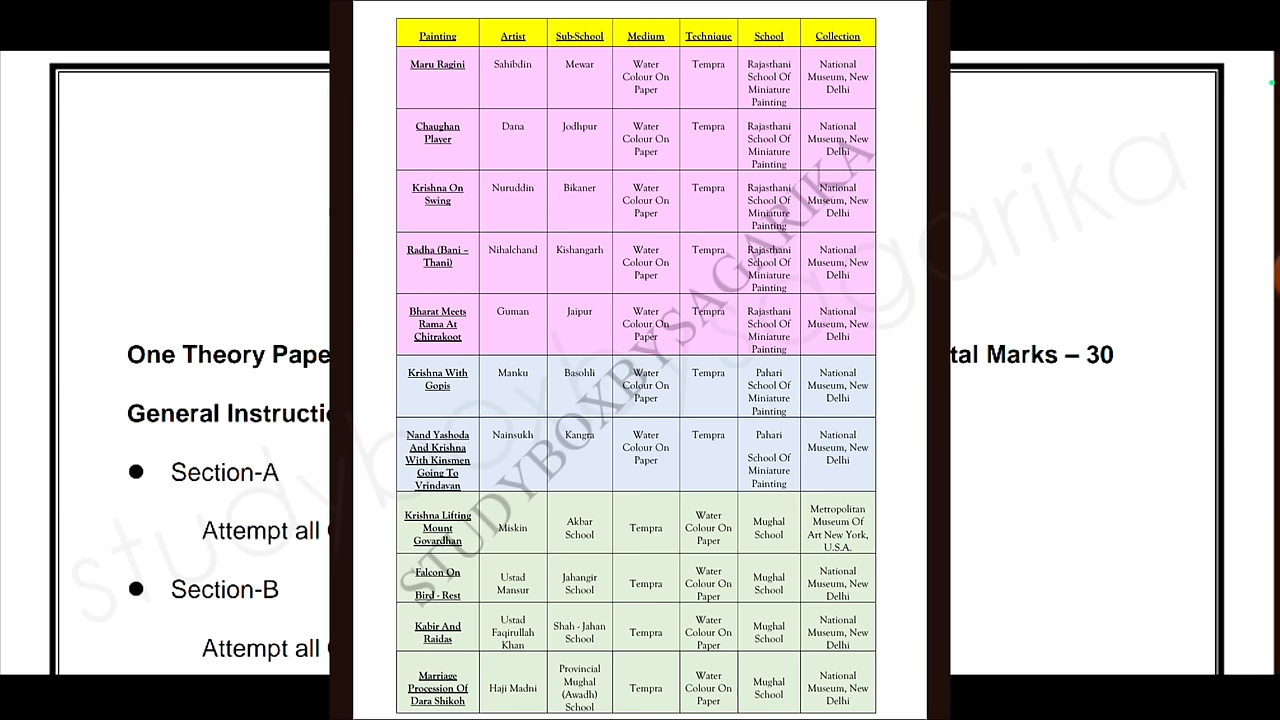 Painting Artist Sub-School Medium Technique School Collection
Maru Ragini Sahibdin Mewar Water Tempra Rajasthani National
Colour On School Of Museum, New
Paper Miniature Delhi
Painting
Chaughan Dana Jodhpur Water Tempra Rajasthani National
Player Colour On School Of Museum, New
Paper Miniature Delhi
Painting
Krishna On Nuruddin Bikaner Water Tempra Rajasthani National
Swing Colour On School Of Museum, New
Paper Miniature Delhi
Painting
Radha (Bani – Nihalchand Kishangarh Water Tempra Rajasthani National
Thani) Colour On School Of Museum, New
Paper Miniature Delhi
Painting
Bharat Meets Guman Jaipur Water Tempra Rajasthani National
Rama At Colour On School Of Museum, New
Chitrakoot Paper Miniature Delhi
Painting
Krishna With Manku Basohli Water Tempra Pahari National
Gopis Colour On School Of Museum, New
Paper Miniature Delhi
Painting
Nand Yashoda Nainsukh Kangra Water Tempra Pahari National
And Krishna Colour On Museum, New
With Kinsmen Paper School Of Delhi
Going To Miniature
Vrindavan Painting
Krishna Lifting Miskin Akbar Tempra Water Mughal Metropolitan
Mount School Colour On School Museum Of
Govardhan Paper Art New York,
U.S.A.
Falcon On Ustad Jahangir Tempra Water Mughal National
Bird - Rest Mansur School Colour On School Museum, New
Paper Delhi
Kabir And Ustad Shah - Jahan Tempra Water Mughal National
Raidas Faqirullah School Colour On School Museum, New
Khan Paper Delhi
Marriage Haji Madni Provincial Tempra Water Mughal National
Procession Of Mughal Colour On School Museum, New
Dara Shikoh (Awadh) Paper Delhi
School
STUDYBOXBYSAGARIKA
studyboxbysagarika
One Theory Pape tal Marks – 30
General Instructi
● Section-A
Attempt all
● Section-B
Attempt all